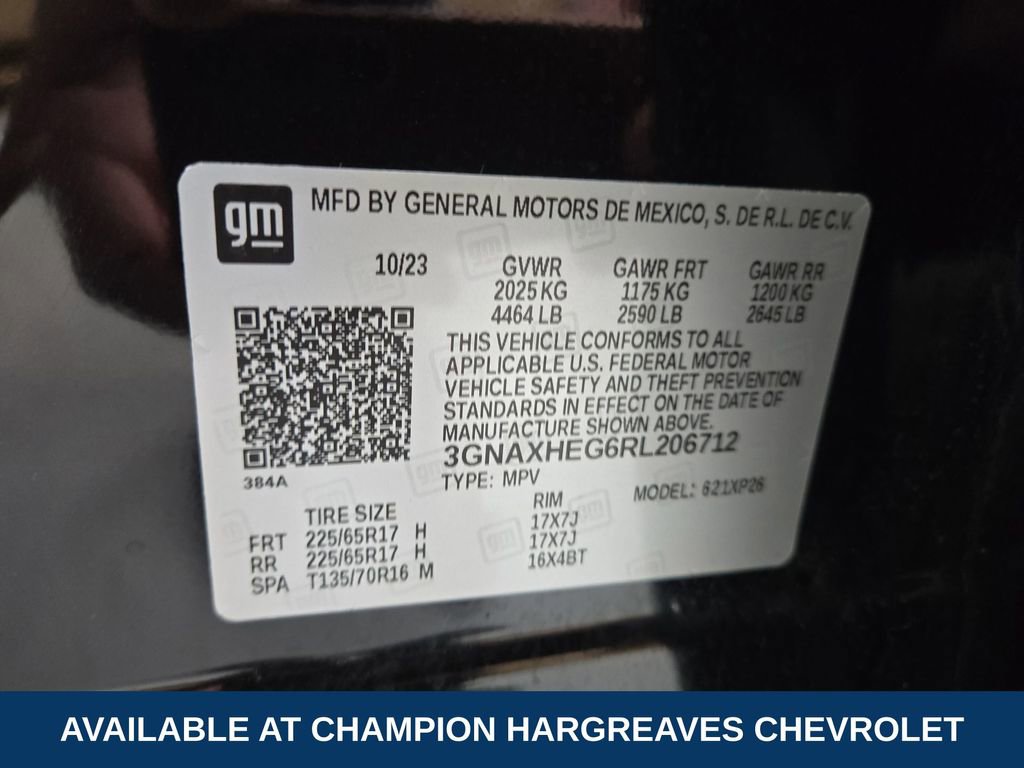 gm
MFD BY GENERAL MOTORS DE MEXICO, S. DE R.L. DE C.V.
10/23 GVWR GAWR FRT GAWR RR
2025 KG 1175 KG 1200 KG
4464 LB 2590 LB 2645 LB
THIS VEHICLE CONFORMS TO ALL
APPLICABLE U.S. FEDERAL MOTOR
VEHICLE SAFETY AND THEFT PREVENTION
STANDARDS IN EFFECT ON THE DATE OF
MANUFACTURE SHOWN ABOVE.
3GNAXHEG6RL206712
384A
TYPE: MPV
MODEL: 621XP26
TIRE SIZE RIM
FRT 225/65R17 H 17X7J
RR 225/65R17 H 17X7J
SPA T135/70R16 M 16X4BT
AVAILABLE AT CHAMPION HARGREAVES CHEVROLET